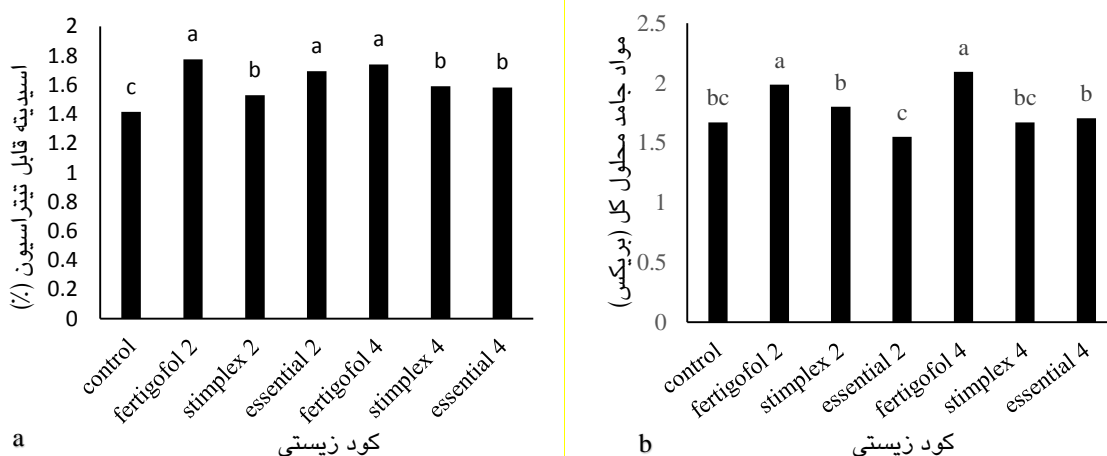 اسیدیته قابل تیتراسیون (٪)
2
1.8
1.6
1.4
1.2
1
0.8
0.6
0.4
0.2
0
c
a
b
a
a
b
b
control
fertigofol 2
stimplex 2
essential 2
fertigofol 4
stimplex 4
essential 4
کود زیستی
a
مواد جامد محلول کل (بریکس)
2.5
2
1.5
1
0.5
0
bc
a
b
c
a
bc
b
control
fertigofol 2
stimplex 2
essential 2
fertigofol 4
stimplex 4
essential 4
کود زیستی
b